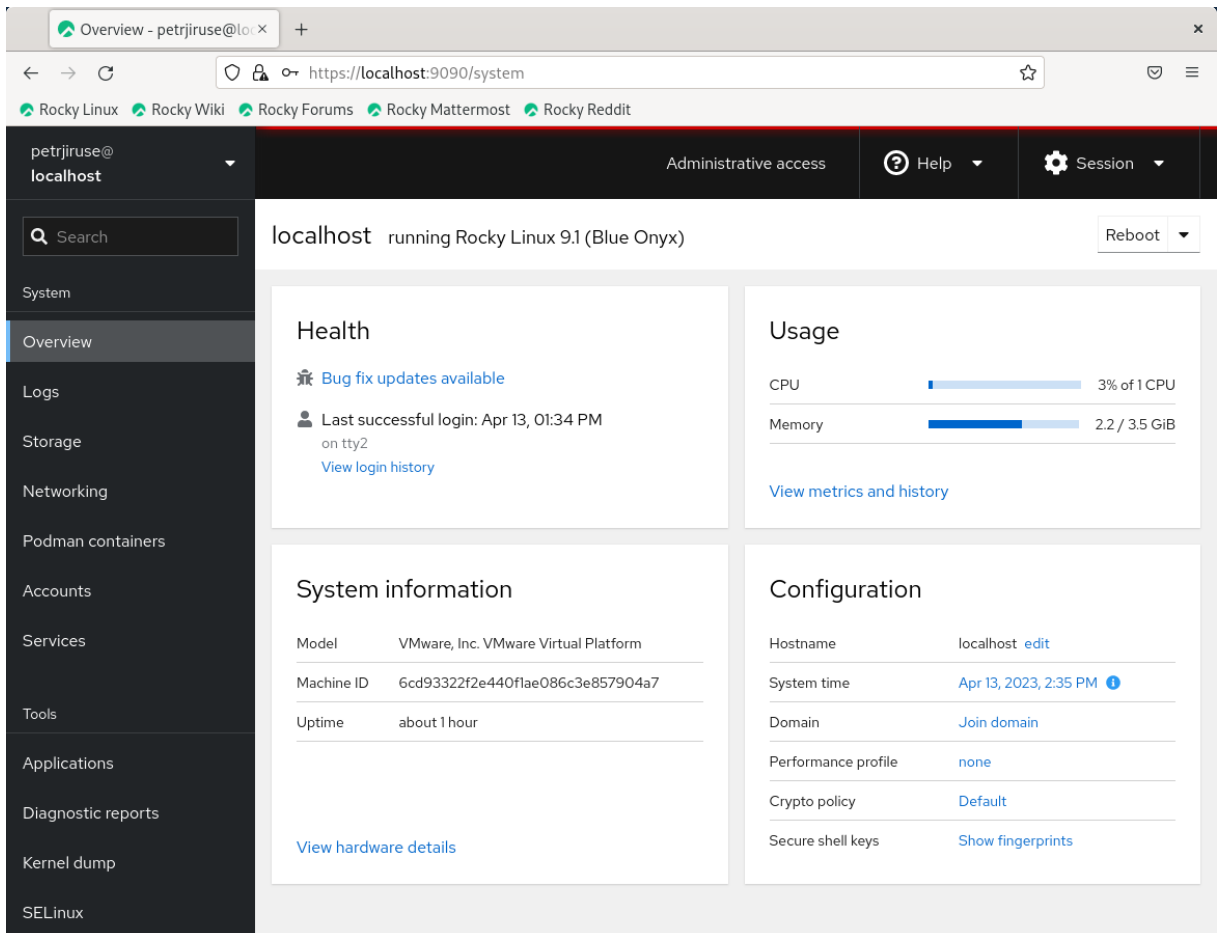 Overview - petrjiruse@loc
https://localhost:9090/system
Rocky Linux Rocky Wiki Rocky Forums Rocky Mattermost Rocky Reddit
petrjiruse@
localhost
Administrative access
Help
Session
Search
System
Overview
Logs
Storage
Networking
Podman containers
Accounts
Services
Tools
Applications
Diagnostic reports
Kernel dump
SELinux
localhost running Rocky Linux 9.1 (Blue Onyx)
Reboot
Health
Bug fix updates available
Last successful login: Apr 13, 01:34 PM
on tty2
View login history
Usage
CPU 3% of 1 CPU
Memory 2.2 / 3.5 GiB
View metrics and history
System information
Model VMware, Inc. VMware Virtual Platform
Machine ID 6cd93322f2e440f1ae086c3e857904a7
Uptime about 1 hour
View hardware details
Configuration
Hostname localhost edit
System time Apr 13, 2023, 2:35 PM
Domain Join domain
Performance profile none
Crypto policy Default
Secure shell keys Show fingerprints